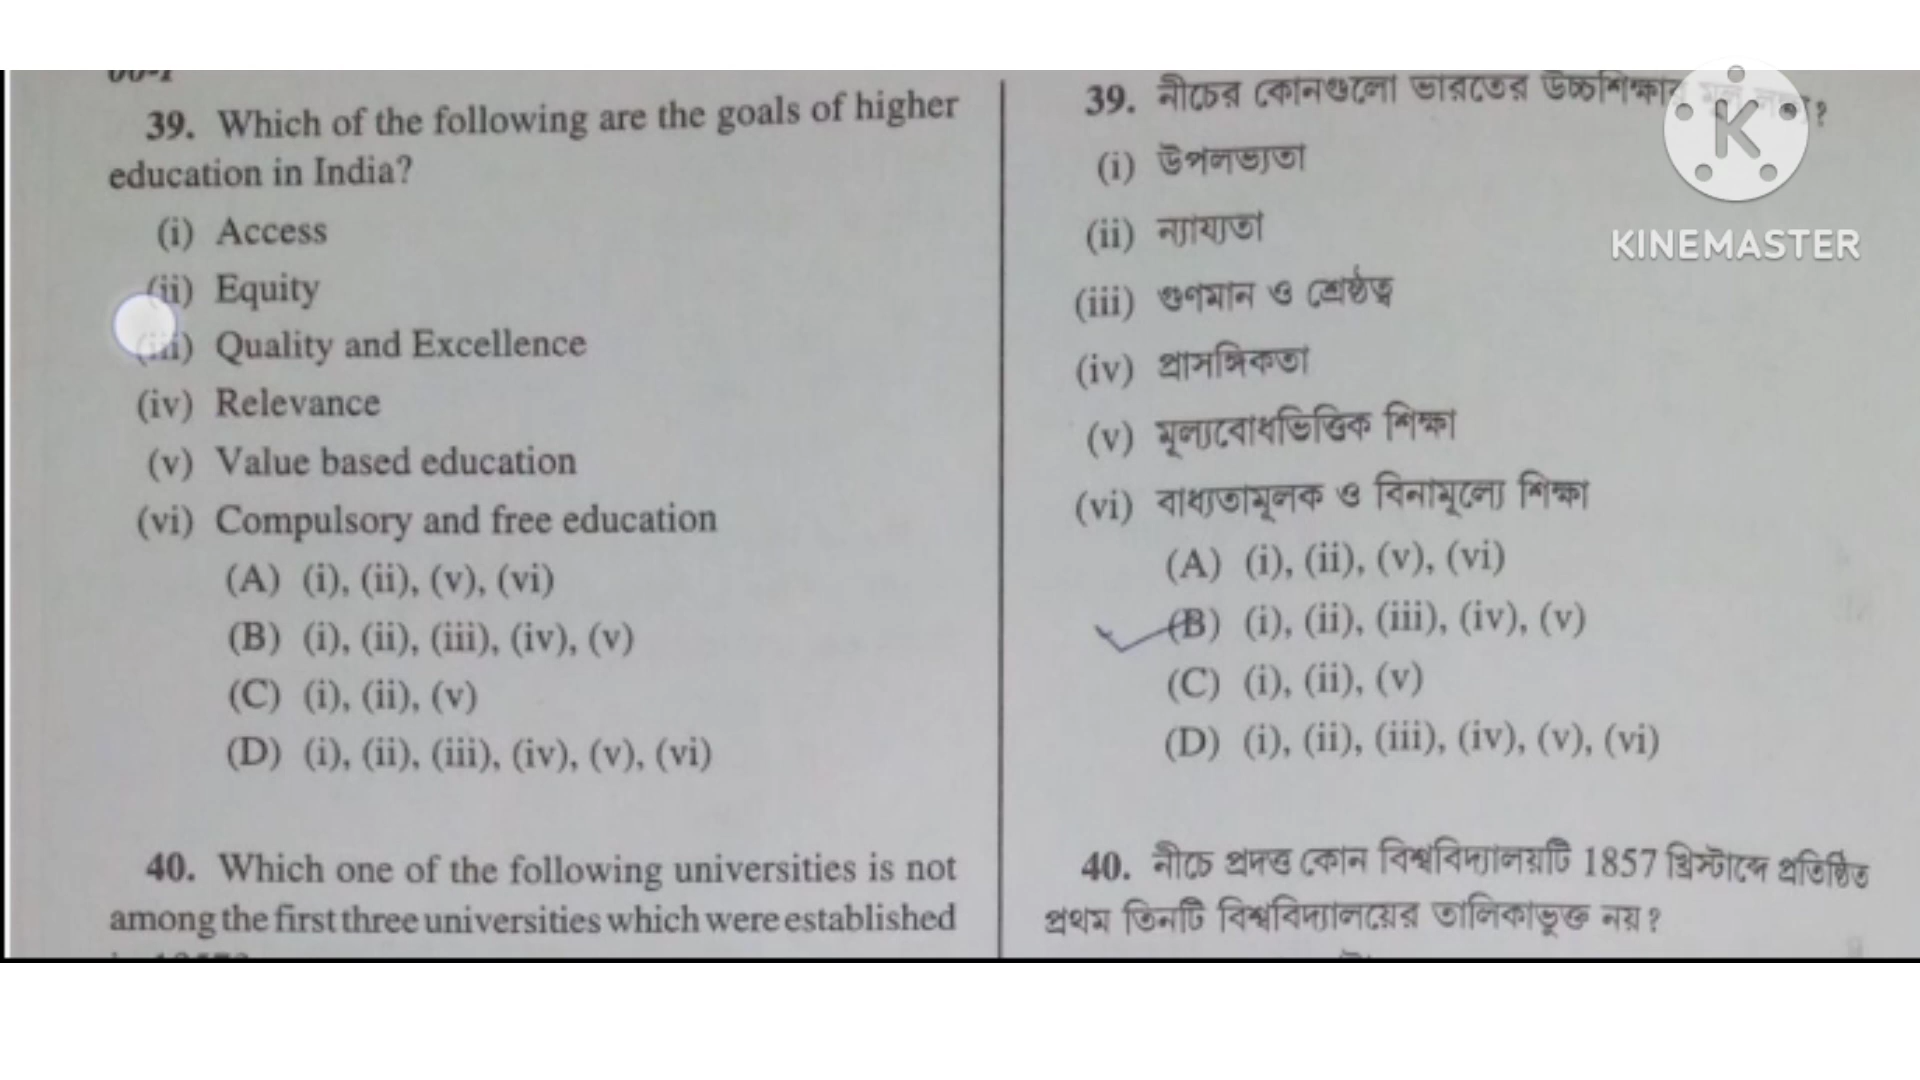 39. Which of the following are the goals of higher
education in India?
(i) Access
(ii) Equity
(iii) Quality and Excellence
(iv) Relevance
(v) Value based education
(vi) Compulsory and free education
(A) (i), (ii), (v), (vi)
(B) (i), (ii), (iii), (iv), (v)
(C) (i), (ii), (v)
(D) (i), (ii), (iii), (iv), (v), (vi)
40. Which one of the following universities is not
among the first three universities which were established
39. নীচের কোনগুলো ভারতের উচ্চশিক্ষার মূল লক্ষ্য?
(i) উপলভ্যতা
(ii) ন্যায্যতা
(iii) গুণমান ও শ্রেষ্ঠত্ব
(iv) প্রাসঙ্গিকতা
(v) মূল্যবোধভিত্তিক শিক্ষা
(vi) বাধ্যতামূলক ও বিনামূল্যে শিক্ষা
(A) (i), (ii), (v), (vi)
(B) (i), (ii), (iii), (iv), (v)
(C) (i), (ii), (v)
(D) (i), (ii), (iii), (iv), (v), (vi)
40. নীচে প্রদত্ত কোন বিশ্ববিদ্যালয়টি 1857 খ্রিস্টাব্দে প্রতিষ্ঠিত
প্রথম তিনটি বিশ্ববিদ্যালয়ের তালিকাভুক্ত নয়?
K
KINEMASTER